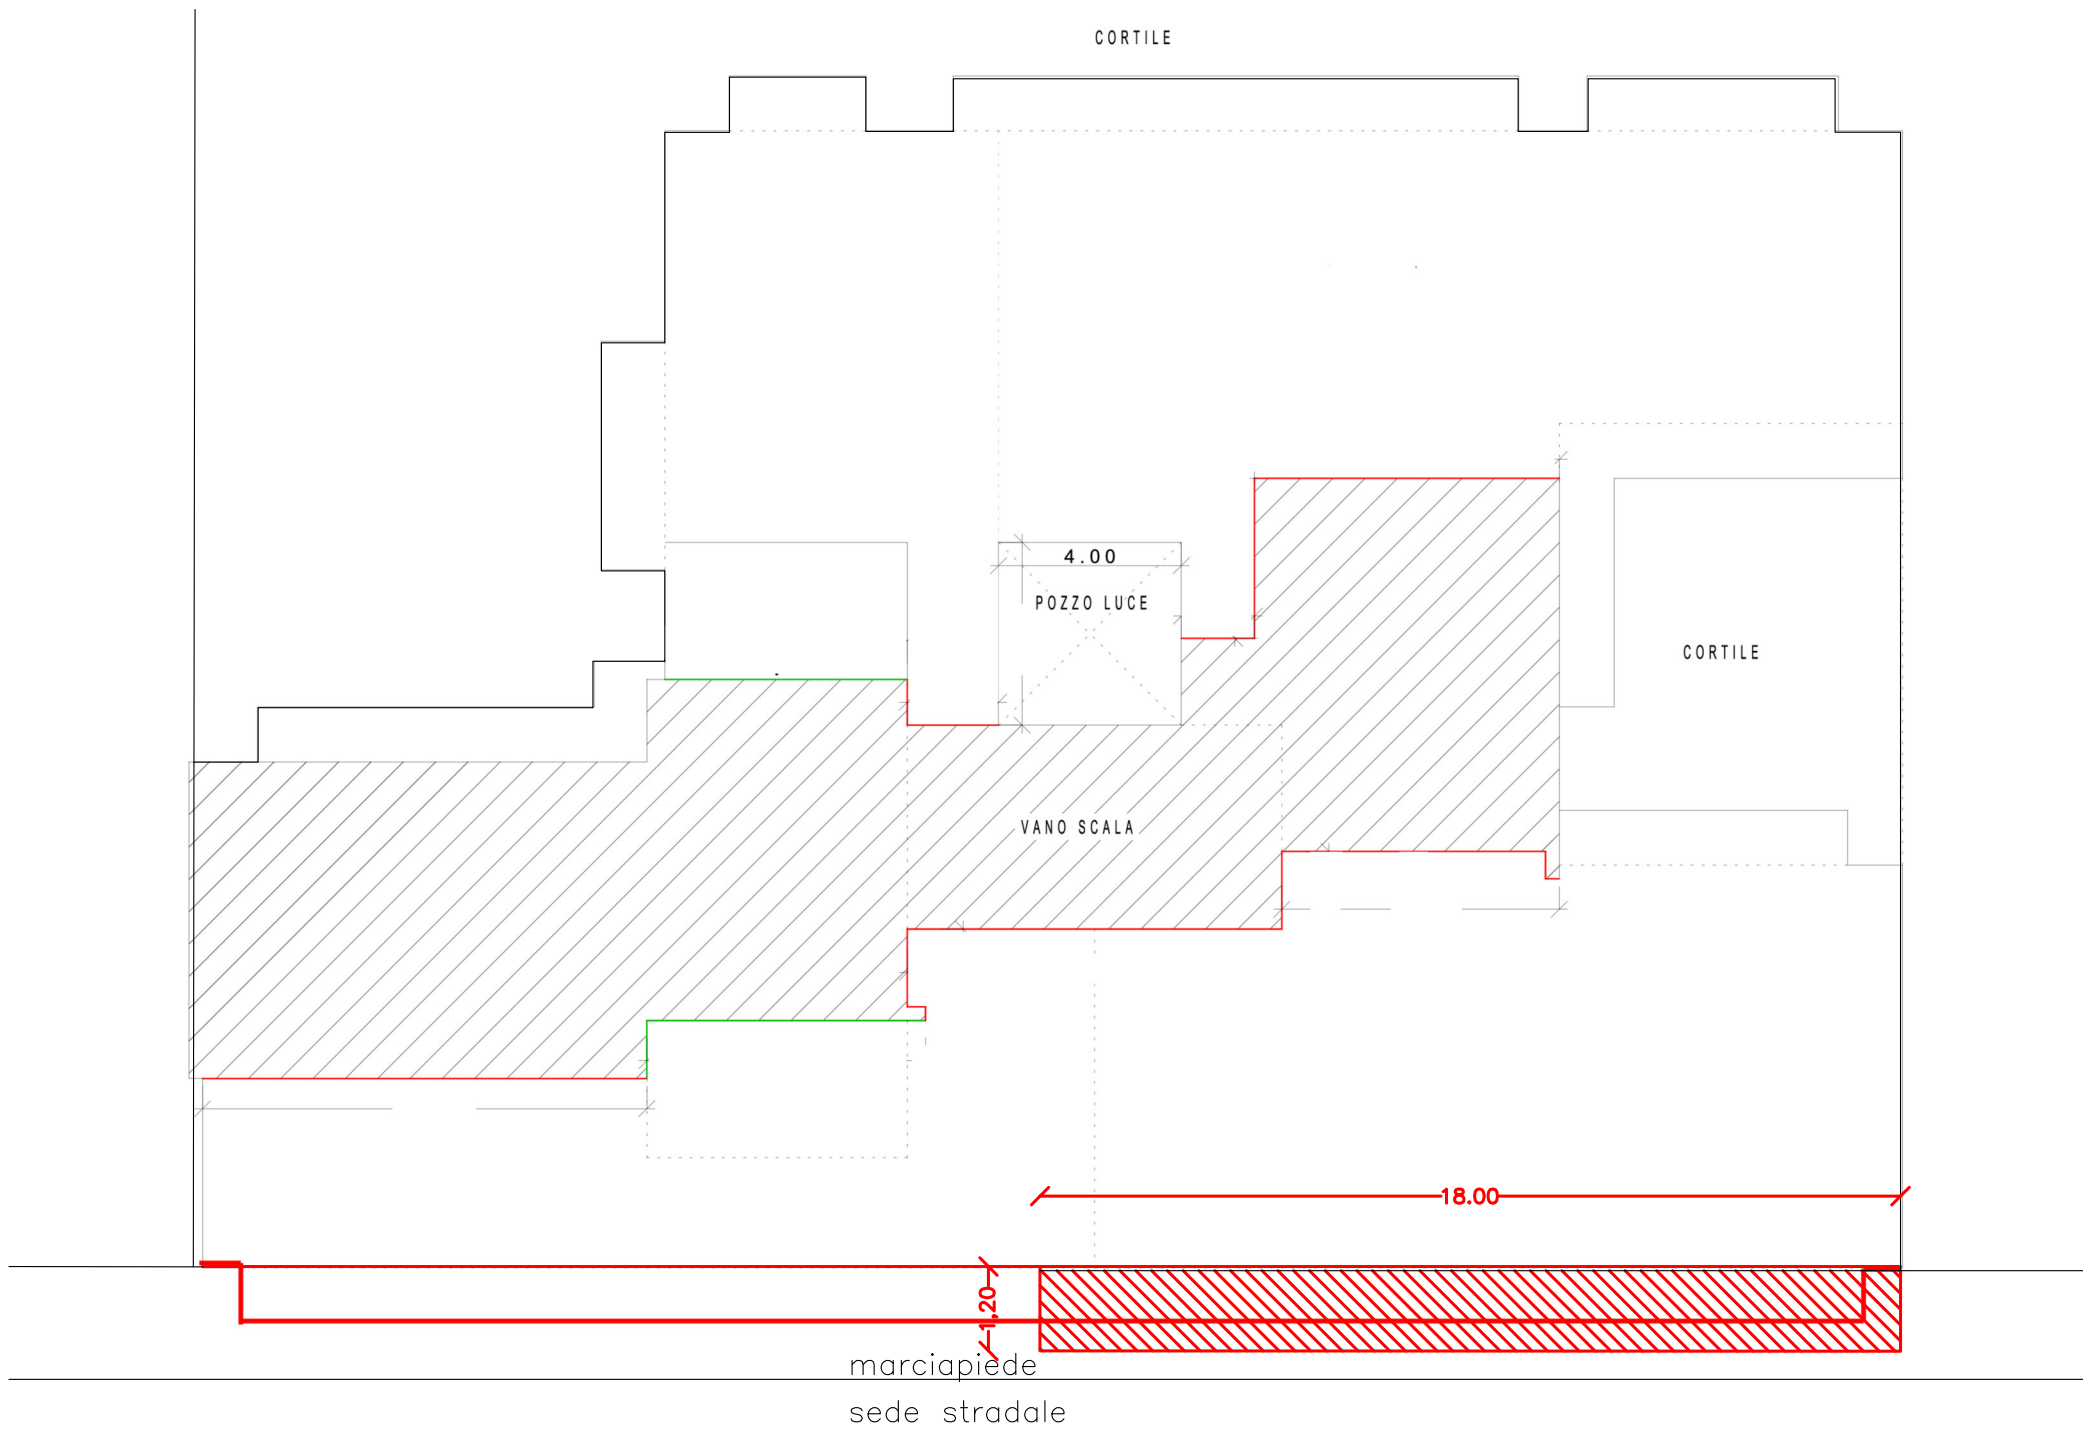 CORTILE
4.00
POZZO LUCE
CORTILE
VANO SCALA
18.00
1,20
marciapiede
sede stradale